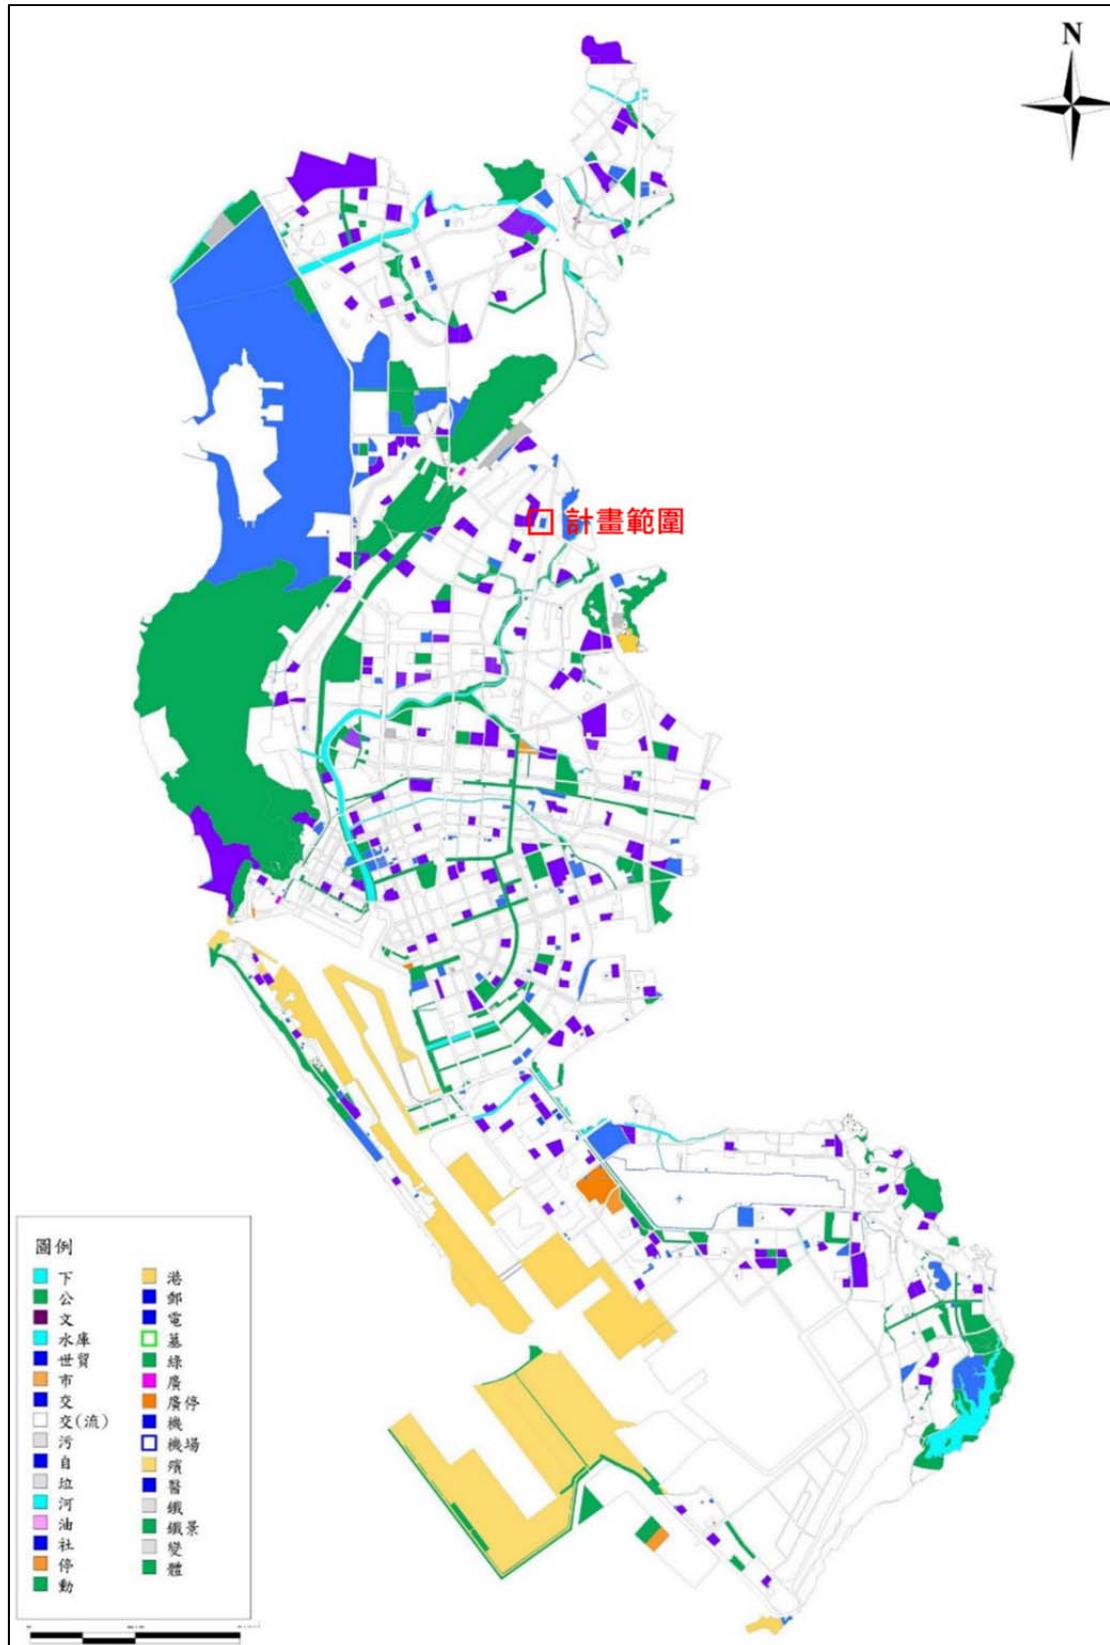 N
計畫範圍
圖例
下
公
文
水庫
世貿
市
交
交(流)
污
自
垃
河
油
社
停
動
港
郵
電
墓
綠
廣
廣停
機
機場
殯
醫
鐵
鐵景
變
體